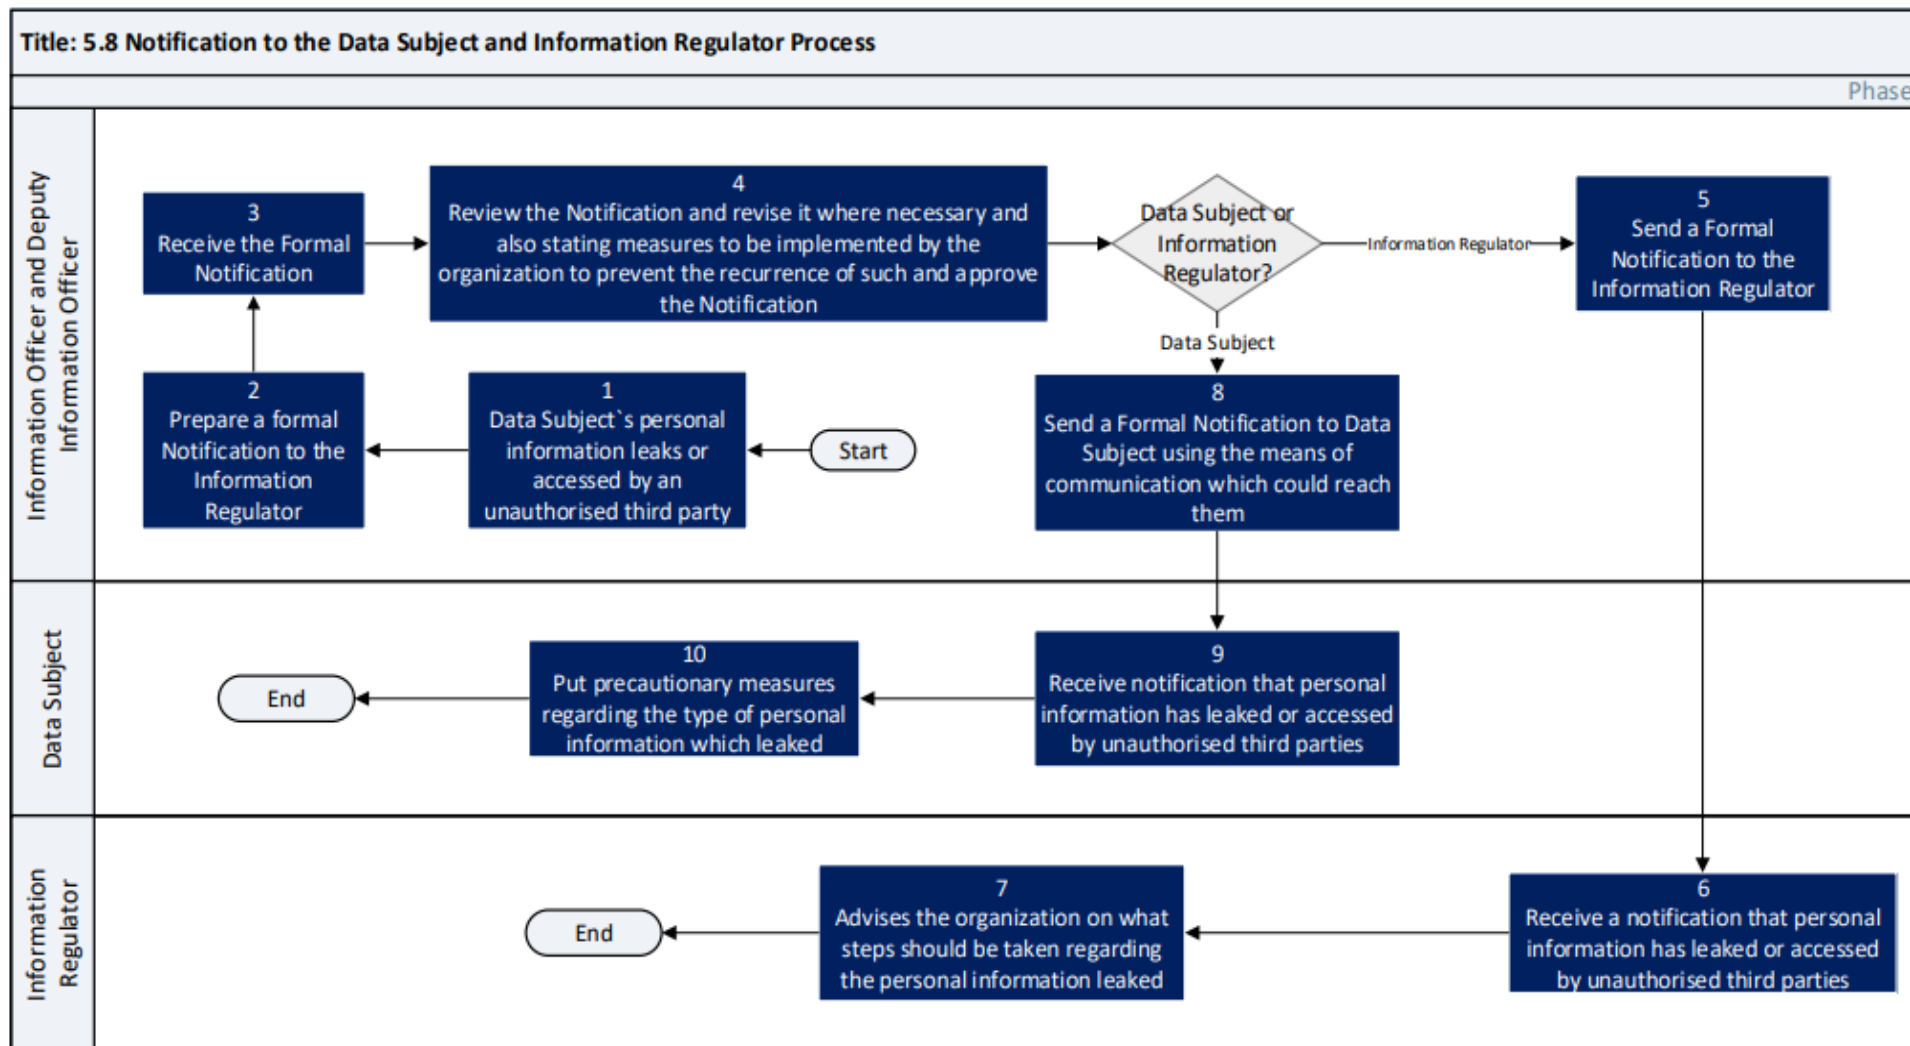 Title: 5.8 Notification to the Data Subject and Information Regulator Process
Phase
Information Officer and Deputy
Information Officer
3
Receive the Formal
Notification
4
Review the Notification and revise it where necessary and
also stating measures to be implemented by the
organization to prevent the recurrence of such and approve
the Notification
Data Subject or
Information
Regulator?
Information Regulator
5
Send a Formal
Notification to the
Information Regulator
Data Subject
2
Prepare a formal
Notification to the
Information
Regulator
1
Data Subject`s personal
information leaks or
accessed by an
unauthorised third party
Start
8
Send a Formal Notification to Data
Subject using the means of
communication which could reach
them
Data Subject
End
10
Put precautionary measures
regarding the type of personal
information which leaked
9
Receive notification that personal
information has leaked or accessed
by unauthorised third parties
Information
Regulator
End
7
Advises the organization on what
steps should be taken regarding
the personal information leaked
6
Receive a notification that personal
information has leaked or accessed
by unauthorised third parties